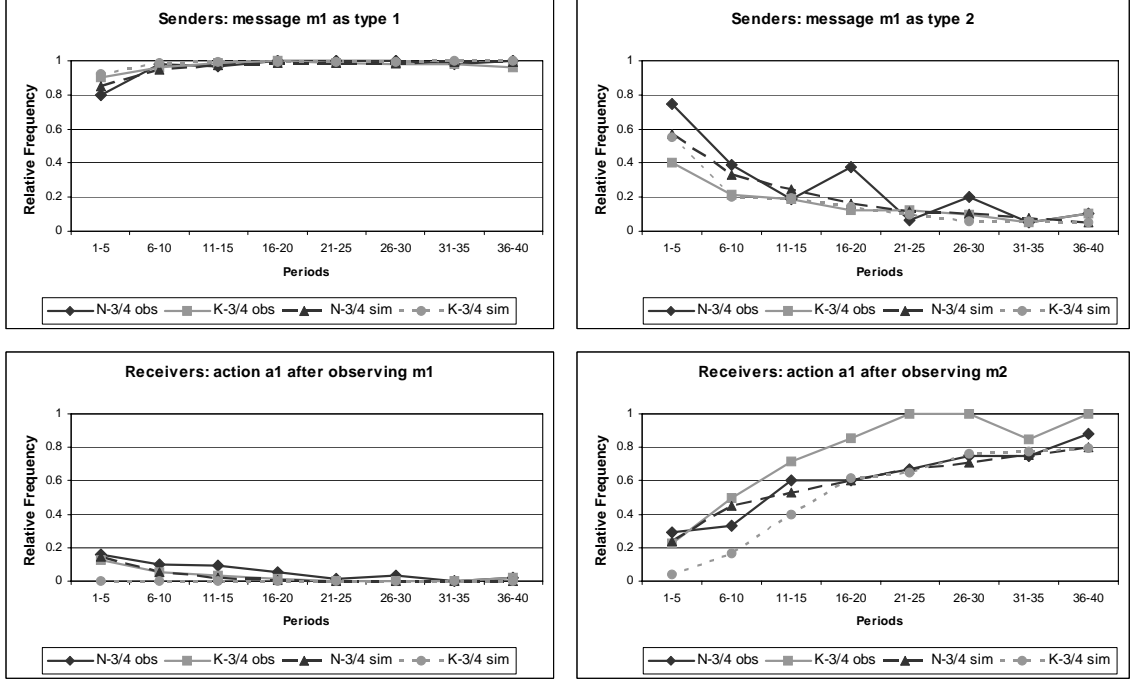 Senders: message m1 as type 1
Relative Frequency
1
0.8
0.6
0.4
0.2
0
1-5 6-10 11-15 16-20 21-25 26-30 31-35 36-40
Periods
N-3/4 obs K-3/4 obs N-3/4 sim K-3/4 sim
Senders: message m1 as type 2
Relative Frequency
1
0.8
0.6
0.4
0.2
0
1-5 6-10 11-15 16-20 21-25 26-30 31-35 36-40
Periods
N-3/4 obs K-3/4 obs N-3/4 sim K-3/4 sim
Receivers: action a1 after observing m1
Relative Frequency
1
0.8
0.6
0.4
0.2
0
1-5 6-10 11-15 16-20 21-25 26-30 31-35 36-40
Periods
N-3/4 obs K-3/4 obs N-3/4 sim K-3/4 sim
Receivers: action a1 after observing m2
Relative Frequency
1
0.8
0.6
0.4
0.2
0
1-5 6-10 11-15 16-20 21-25 26-30 31-35 36-40
Periods
N-3/4 obs K-3/4 obs N-3/4 sim K-3/4 sim